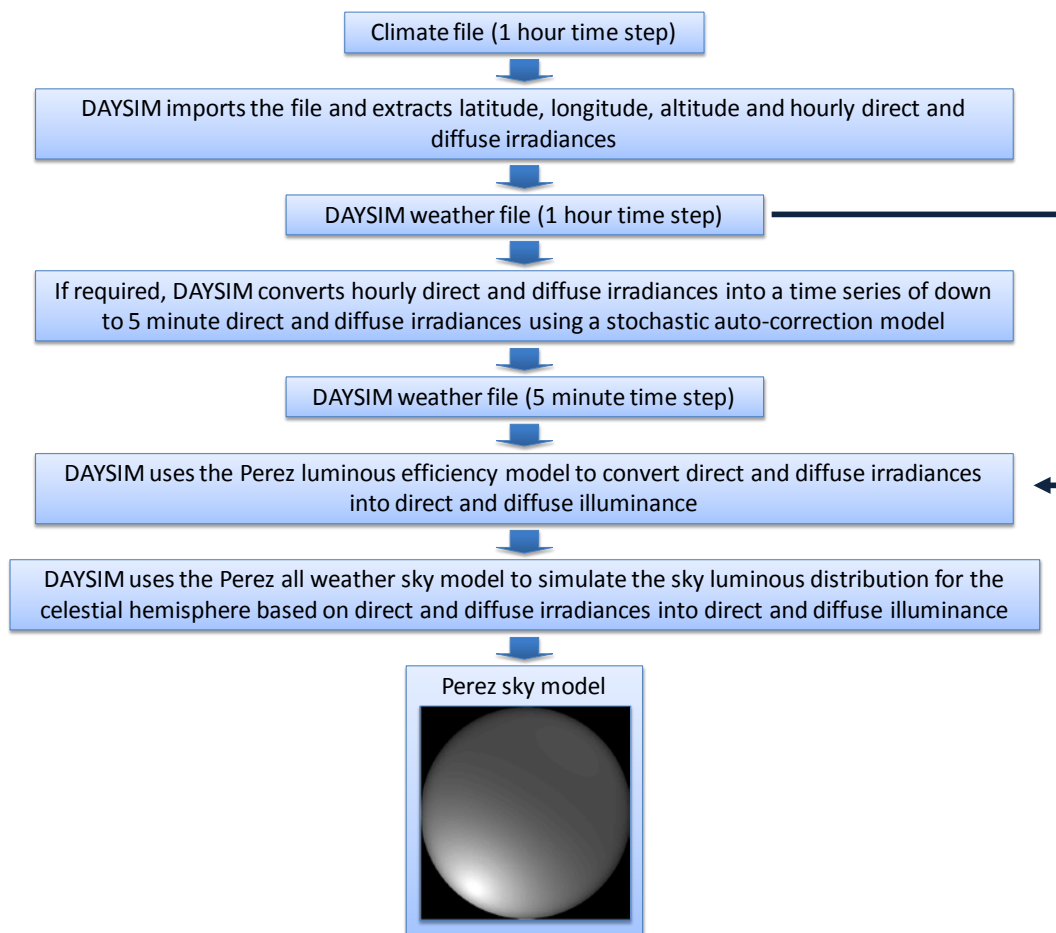 Climate file (1 hour time step)
DAYSIM imports the file and extracts latitude, longitude, altitude and hourly direct and
diffuse irradiances
DAYSIM weather file (1 hour time step)
If required, DAYSIM converts hourly direct and diffuse irradiances into a time series of down
to 5 minute direct and diffuse irradiances using a stochastic auto-correction model
DAYSIM weather file (5 minute time step)
DAYSIM uses the Perez luminous efficiency model to convert direct and diffuse irradiances
into direct and diffuse illuminance
DAYSIM uses the Perez all weather sky model to simulate the sky luminous distribution for the
celestial hemisphere based on direct and diffuse irradiances into direct and diffuse illuminance
Perez sky model